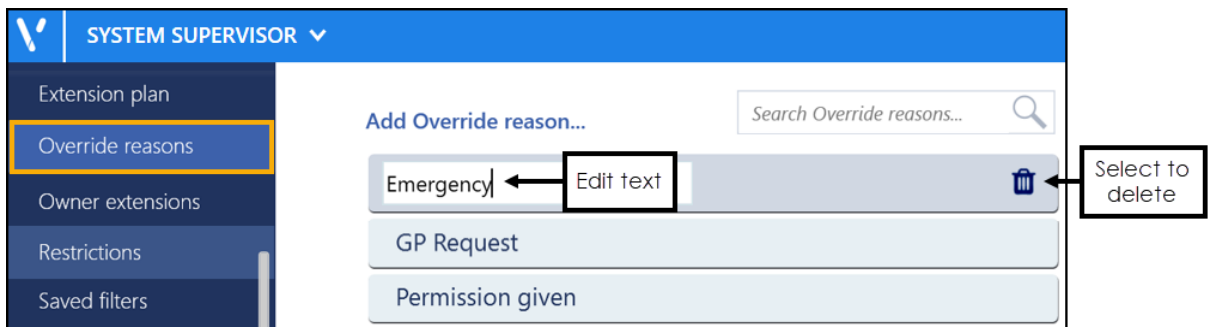 SYSTEM SUPERVISOR
Extension plan
Override reasons
Owner extensions
Restrictions
Saved filters
Add Override reason...
Search Override reasons...
Emergency
Edit text
Select to
delete
GP Request
Permission given